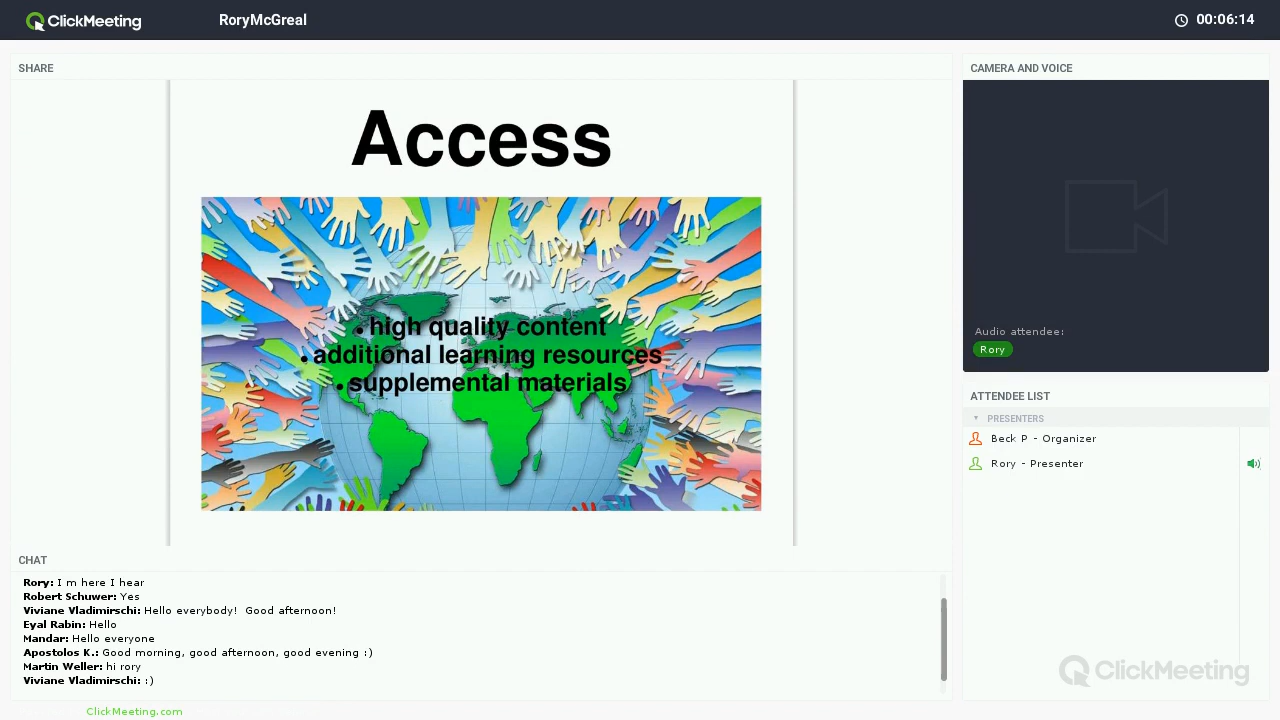 ClickMeeting
RoryMcGreal
00:06:14
SHARE
Access
• high quality content
• additional learning resources
• supplemental materials
CAMERA AND VOICE
Audio attendee:
Rory
ATTENDEE LIST
PRESENTERS
Beck P - Organizer
Rory - Presenter
CHAT
Rory: I m here I hear
Robert Schuwer: Yes
Viviane Vladimirschi: Hello everybody! Good afternoon!
Eyal Rabin: Hello
Mandar: Hello everyone
Apostolos K.: Good morning, good afternoon, good evening :)
Martin Weller: hi rory
Viviane Vladimirschi: :)
ClickMeeting
ClickMeeting.com